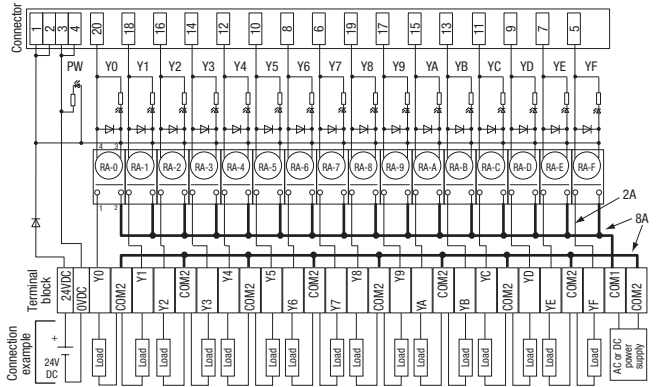 Connector
1 2 3 4 20 18 16 14 12 10 8 6 19 17 15 13 11 9 7 5
PW Y0 Y1 Y2 Y3 Y4 Y5 Y6 Y7 Y8 Y9 YA YB YC YD YE YF
4 3
RA-0 RA-1 RA-2 RA-3 RA-4 RA-5 RA-6 RA-7 RA-8 RA-9 RA-A RA-B RA-C RA-D RA-E RA-F
1 2
2A
8A
Terminal block
24VDC 0VDC Y0 COM2 Y1 Y2 COM2 Y3 Y4 COM2 Y5 Y6 COM2 Y7 Y8 COM2 Y9 YA COM2 YB YC COM2 YD YE COM2 YF COM1 COM2
Connection example
+
24V DC
Load Load Load Load Load Load Load Load Load Load Load Load Load Load Load Load
AC or DC power supply